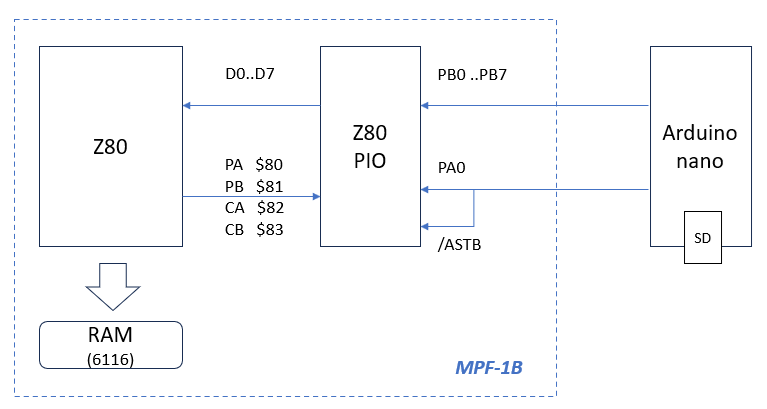 D0..D7
PB0 ..PB7
Z80
Z80
PIO
Arduino
nano
PA $80
PB $81
CA $82
CB $83
PA0
/ASTB
SD
RAM
(6116)
MPF-1B